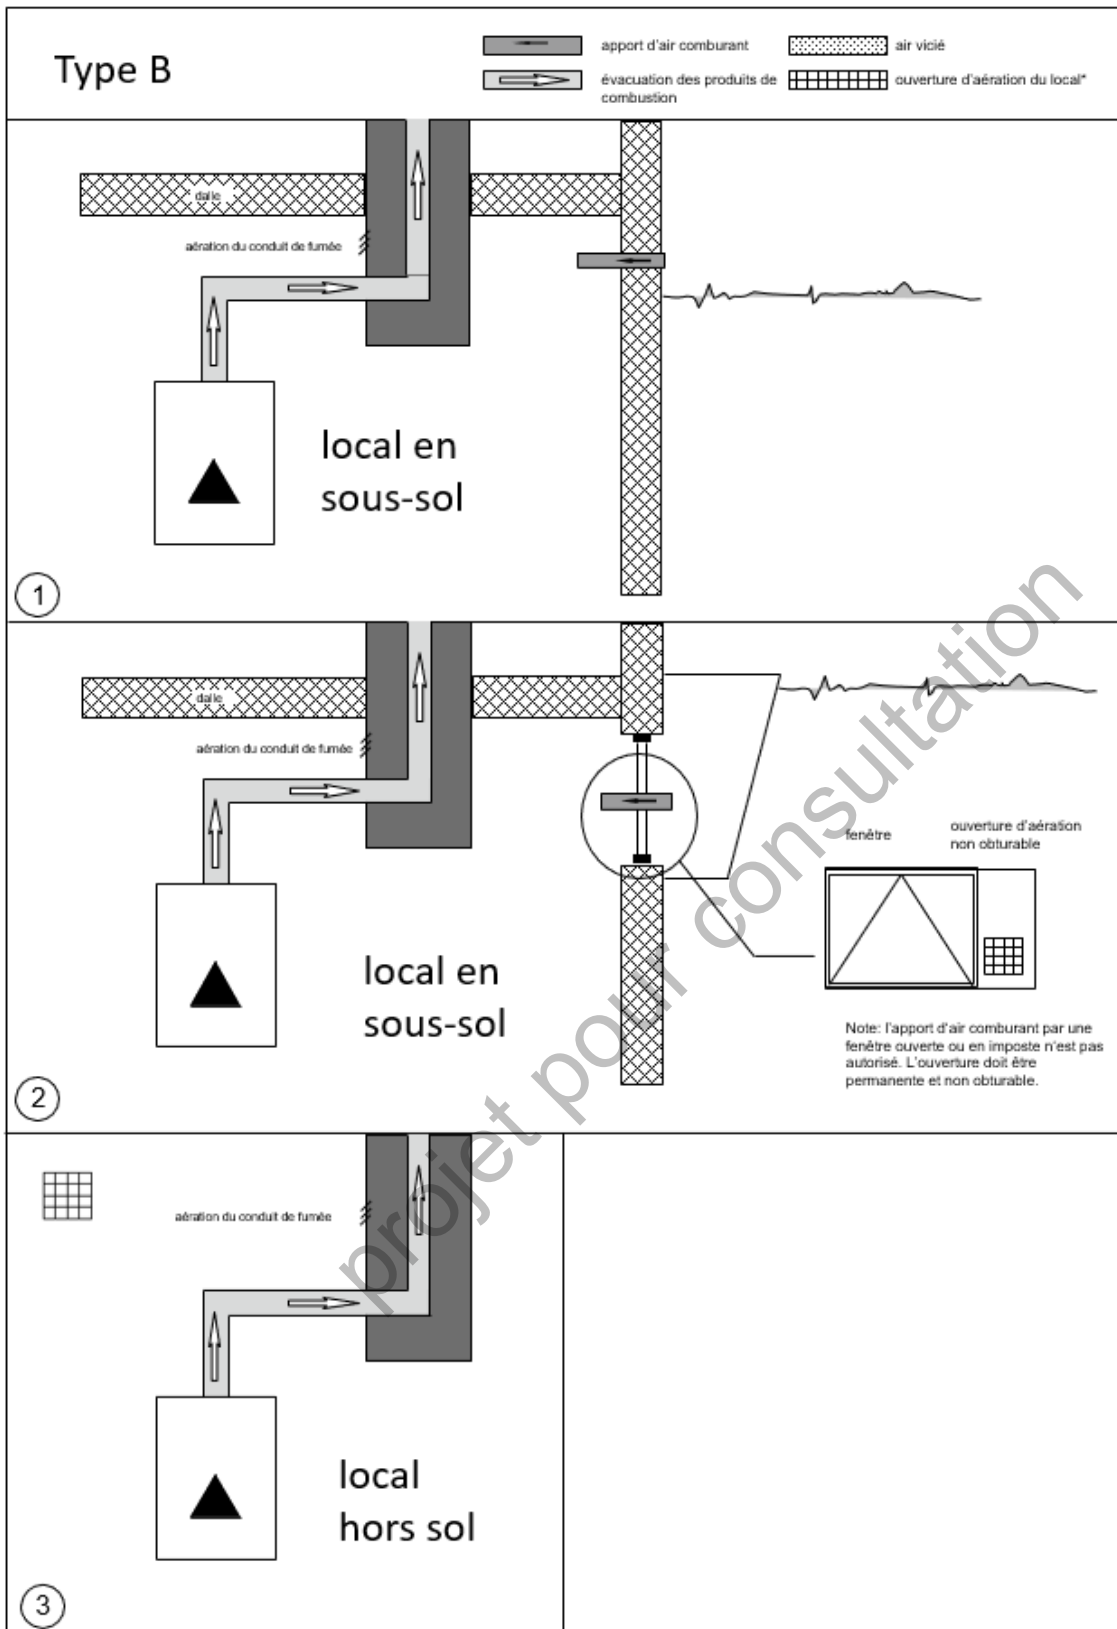 Type B
apport d'air comburant
air vicié
évacuation des produits de
combustion
ouverture d'aération du local*
dalle
aération du conduit de fumée
local en
sous-sol
1
dalle
aération du conduit de fumée
fenêtre
ouverture d'aération
non obturable
local en
sous-sol
Note: l'apport d'air comburant par une
fenêtre ouverte ou en imposte n'est pas
autorisé. L'ouverture doit être
permanente et non obturable.
2
aération du conduit de fumée
local
hors sol
3
projet pour consultation